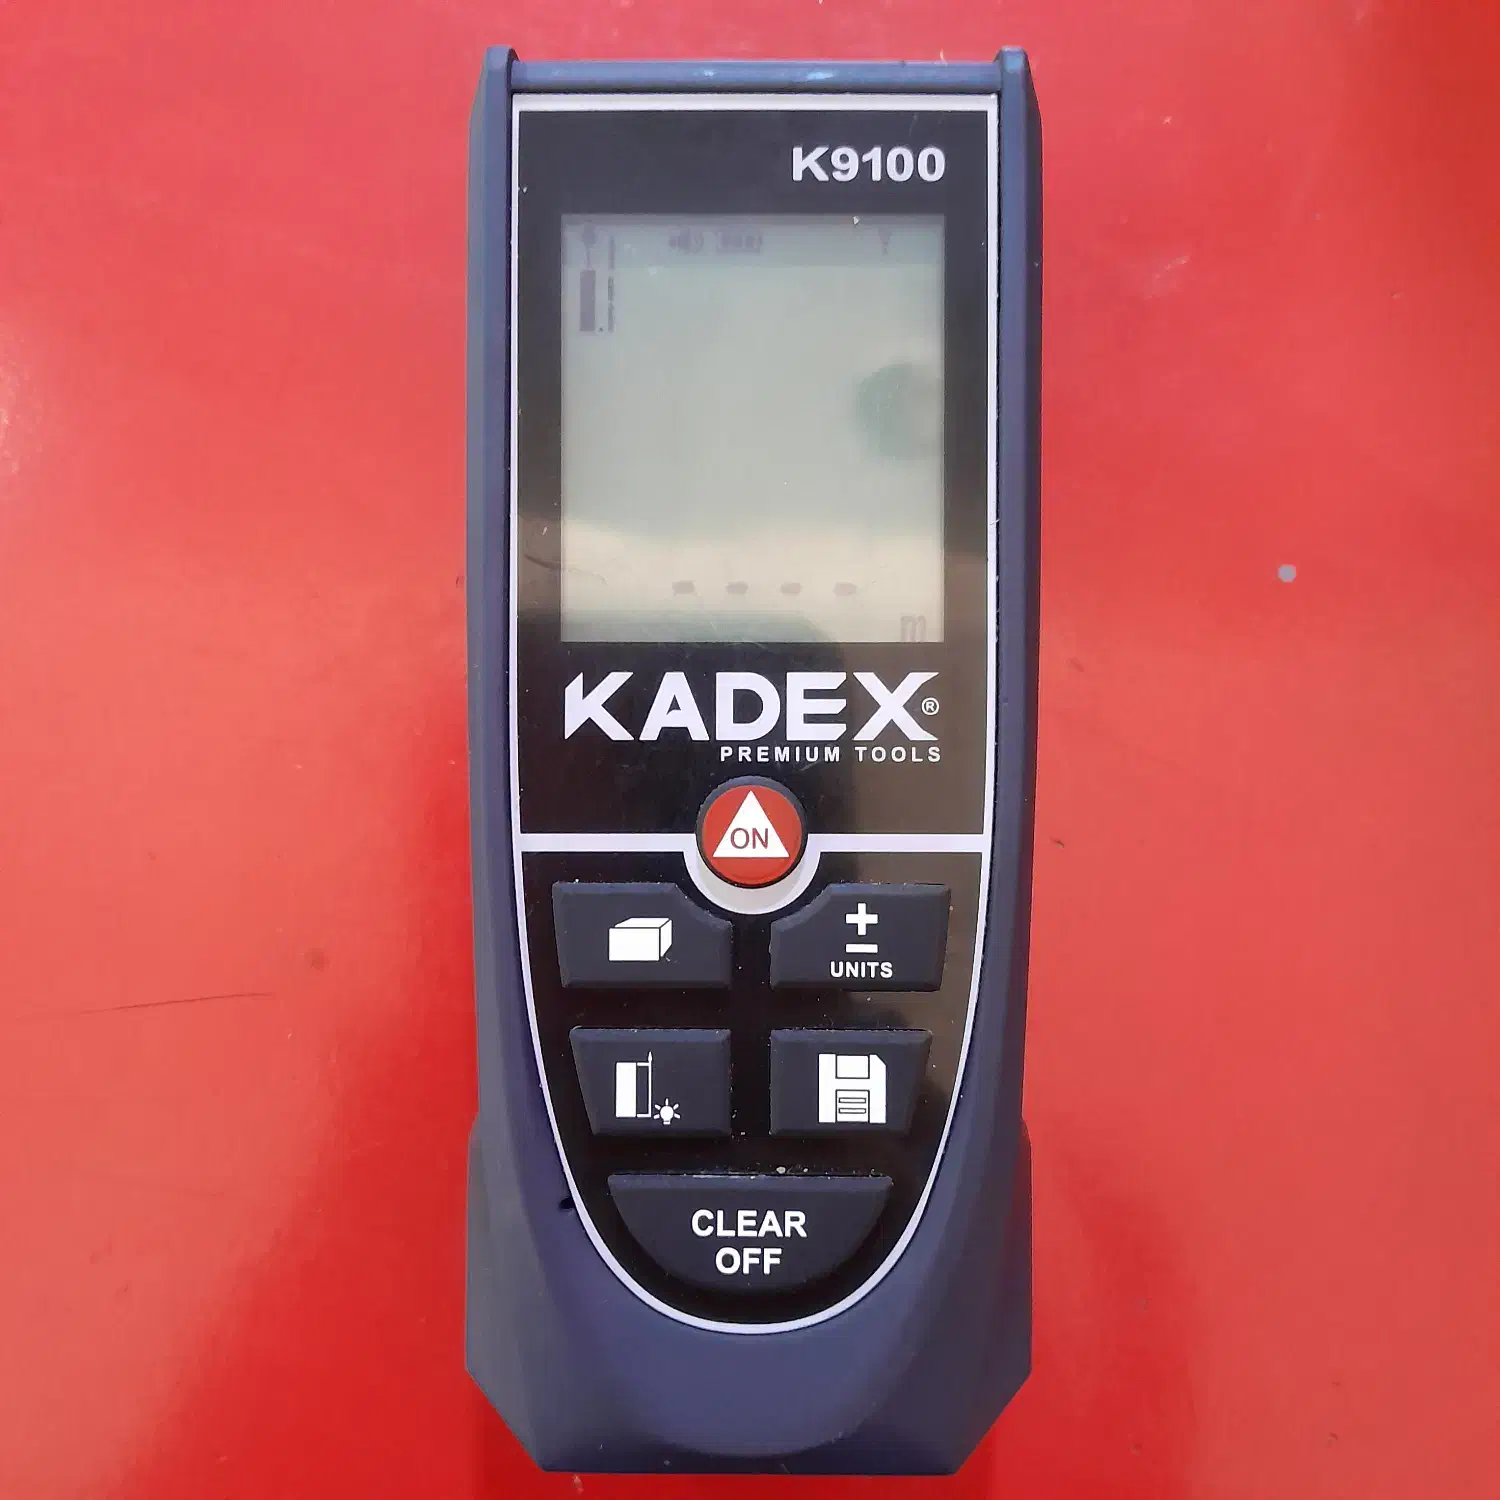 K9100
- - - -
m
KADEX®
PREMIUM TOOLS
ON
+
−
UNITS
CLEAR
OFF